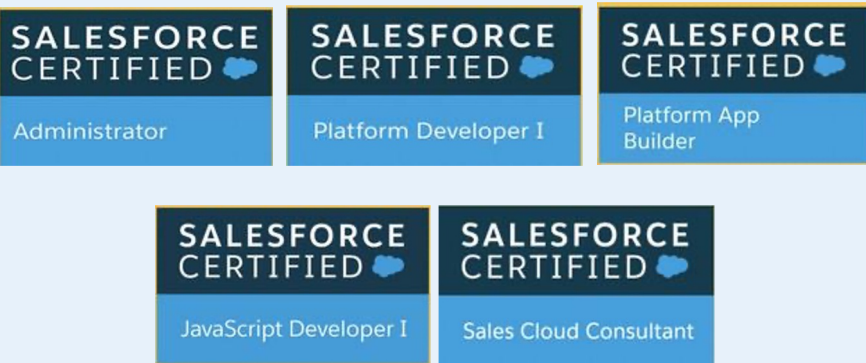 SALESFORCE
CERTIFIED
Administrator
SALESFORCE
CERTIFIED
Platform Developer I
SALESFORCE
CERTIFIED
Platform App
Builder
SALESFORCE
CERTIFIED
JavaScript Developer I
SALESFORCE
CERTIFIED
Sales Cloud Consultant